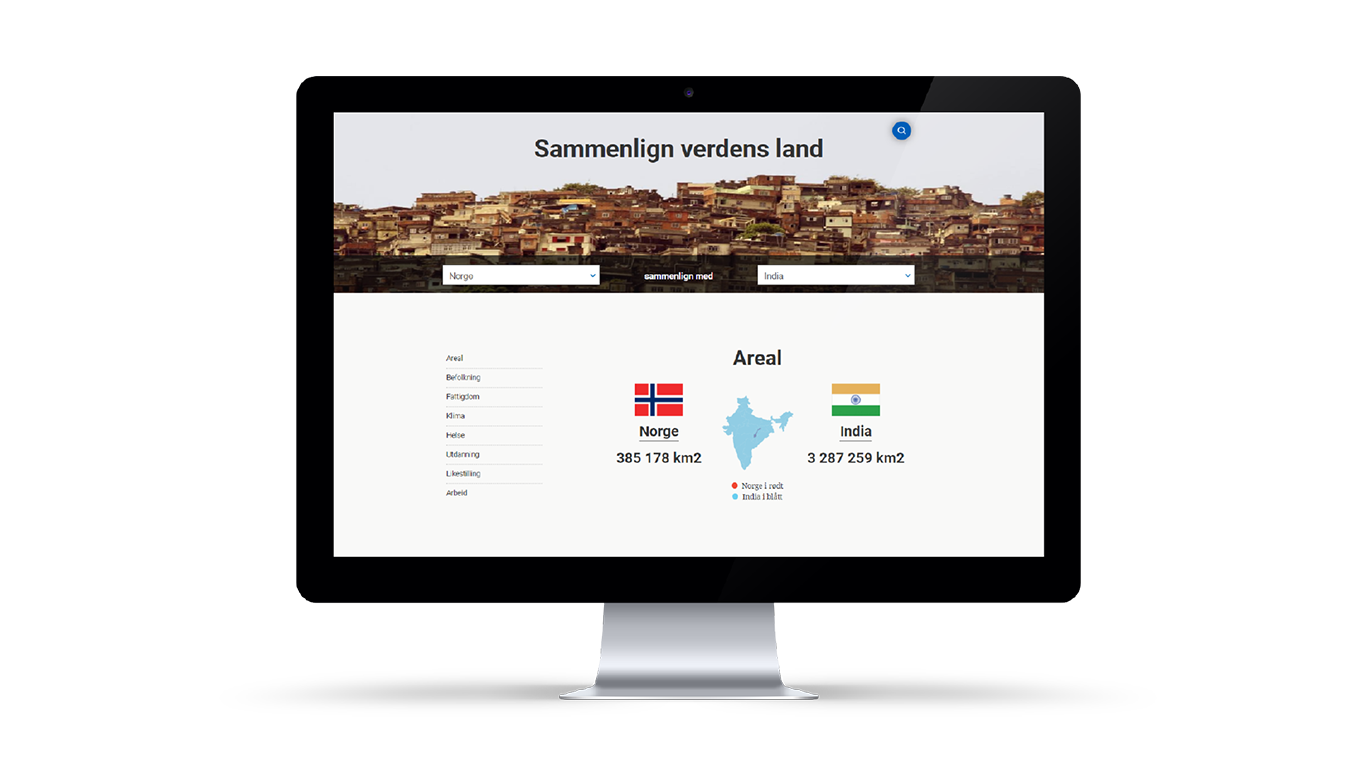 Sammenlign verdens land
Norge
sammenlign med
India
Areal
Befolkning
Fattigdom
Klima
Helse
Utdanning
Likestilling
Arbeid
Areal
Norge
385 178 km2
India
3 287 259 km2
Norge i rødt
India i blått